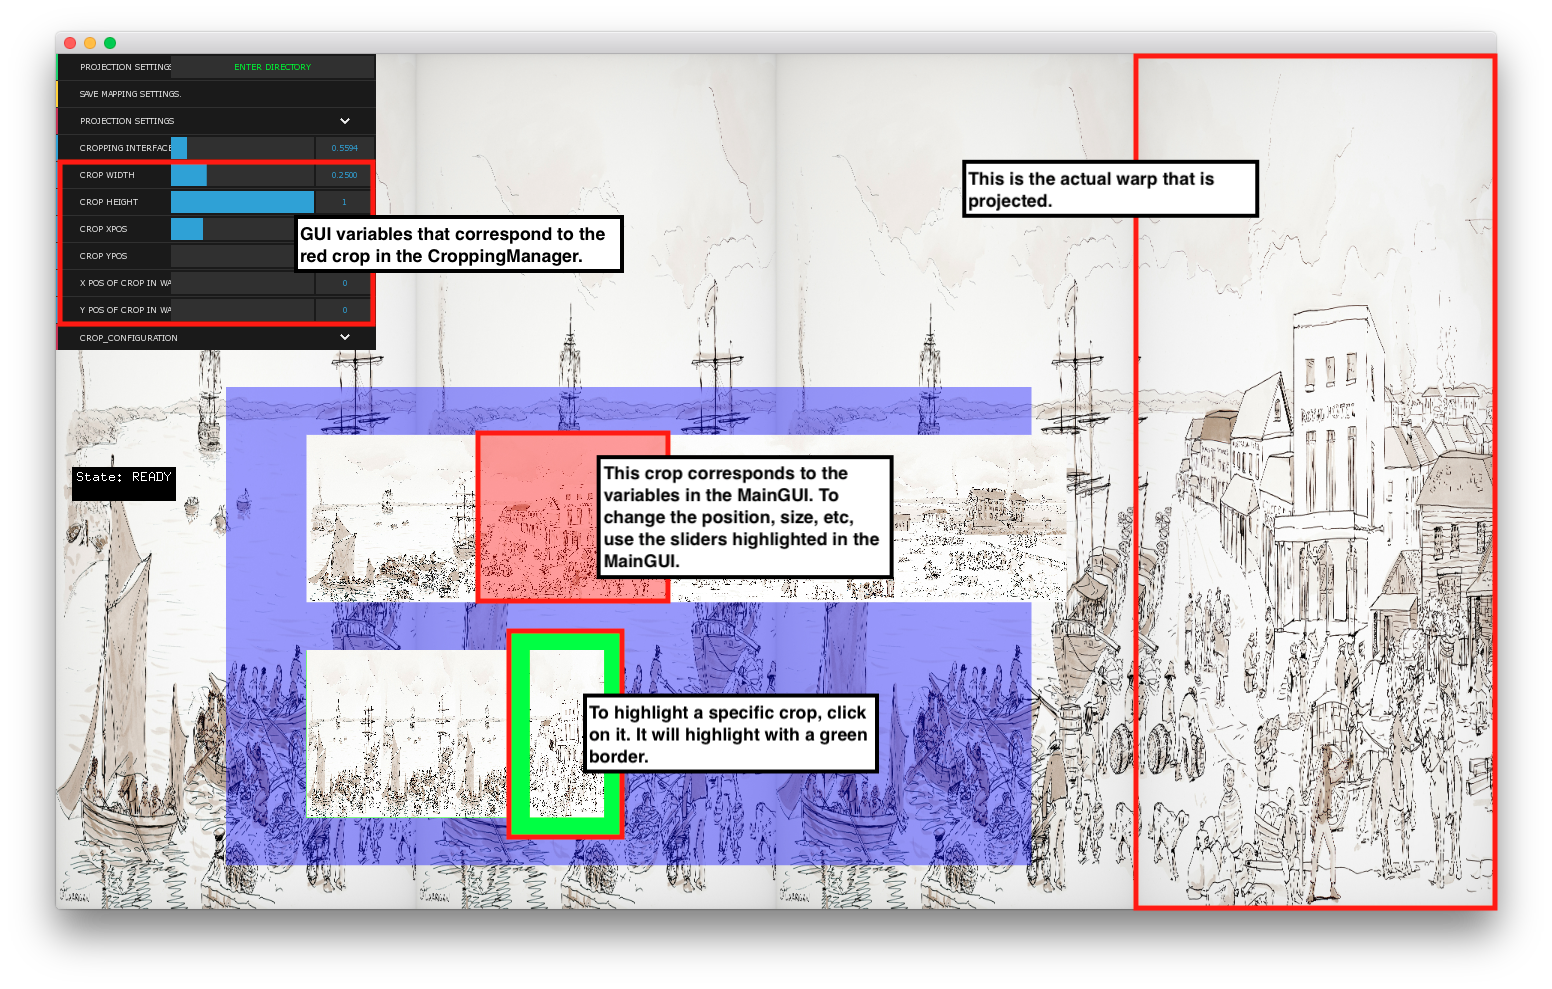 PROJECTION SETTINGS
ENTER DIRECTORY
SAVE MAPPING SETTINGS.
PROJECTION SETTINGS
CROPPING INTERFACE
0.5594
CROP WIDTH
0.2500
CROP HEIGHT
1
CROP XPOS
CROP YPOS
X POS OF CROP IN WA
0
Y POS OF CROP IN WA
0
CROP_CONFIGURATION
GUI variables that correspond to the
red crop in the CroppingManager.
This is the actual warp that is
projected.
State: READY
This crop corresponds to the
variables in the MainGUI. To
change the position, size, etc,
use the sliders highlighted in the
MainGUI.
To highlight a specific crop, click
on it. It will highlight with a green
border.